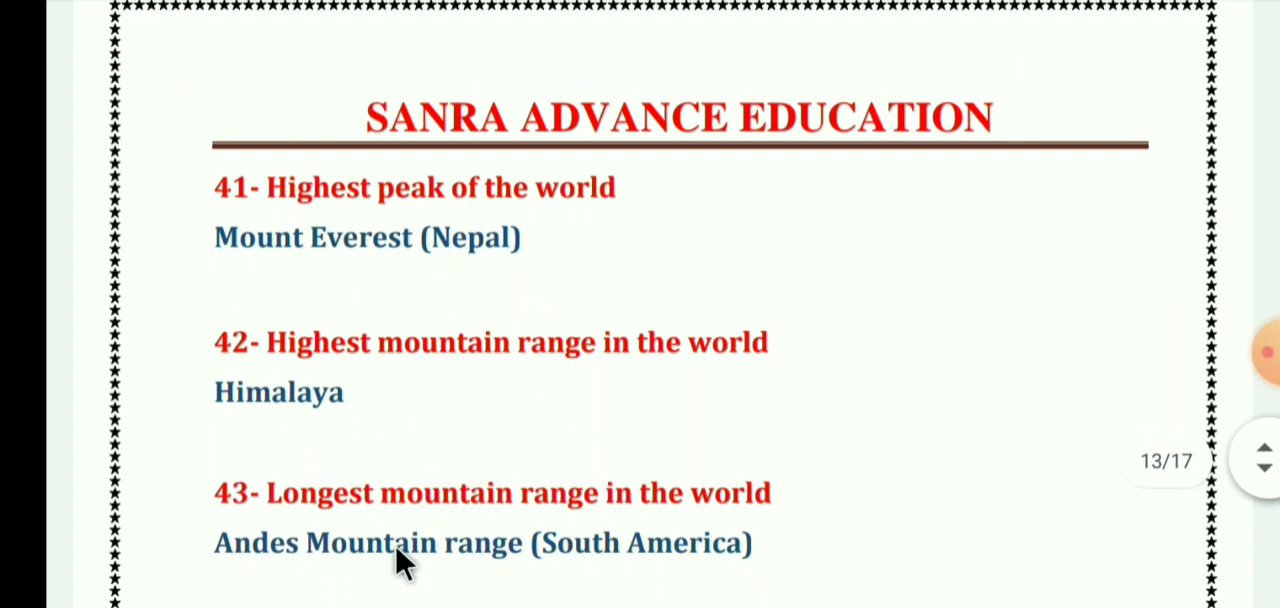 SANRA ADVANCE EDUCATION
41- Highest peak of the world
Mount Everest (Nepal)
42- Highest mountain range in the world
Himalaya
13/17
43- Longest mountain range in the world
Andes Mountain range (South America)